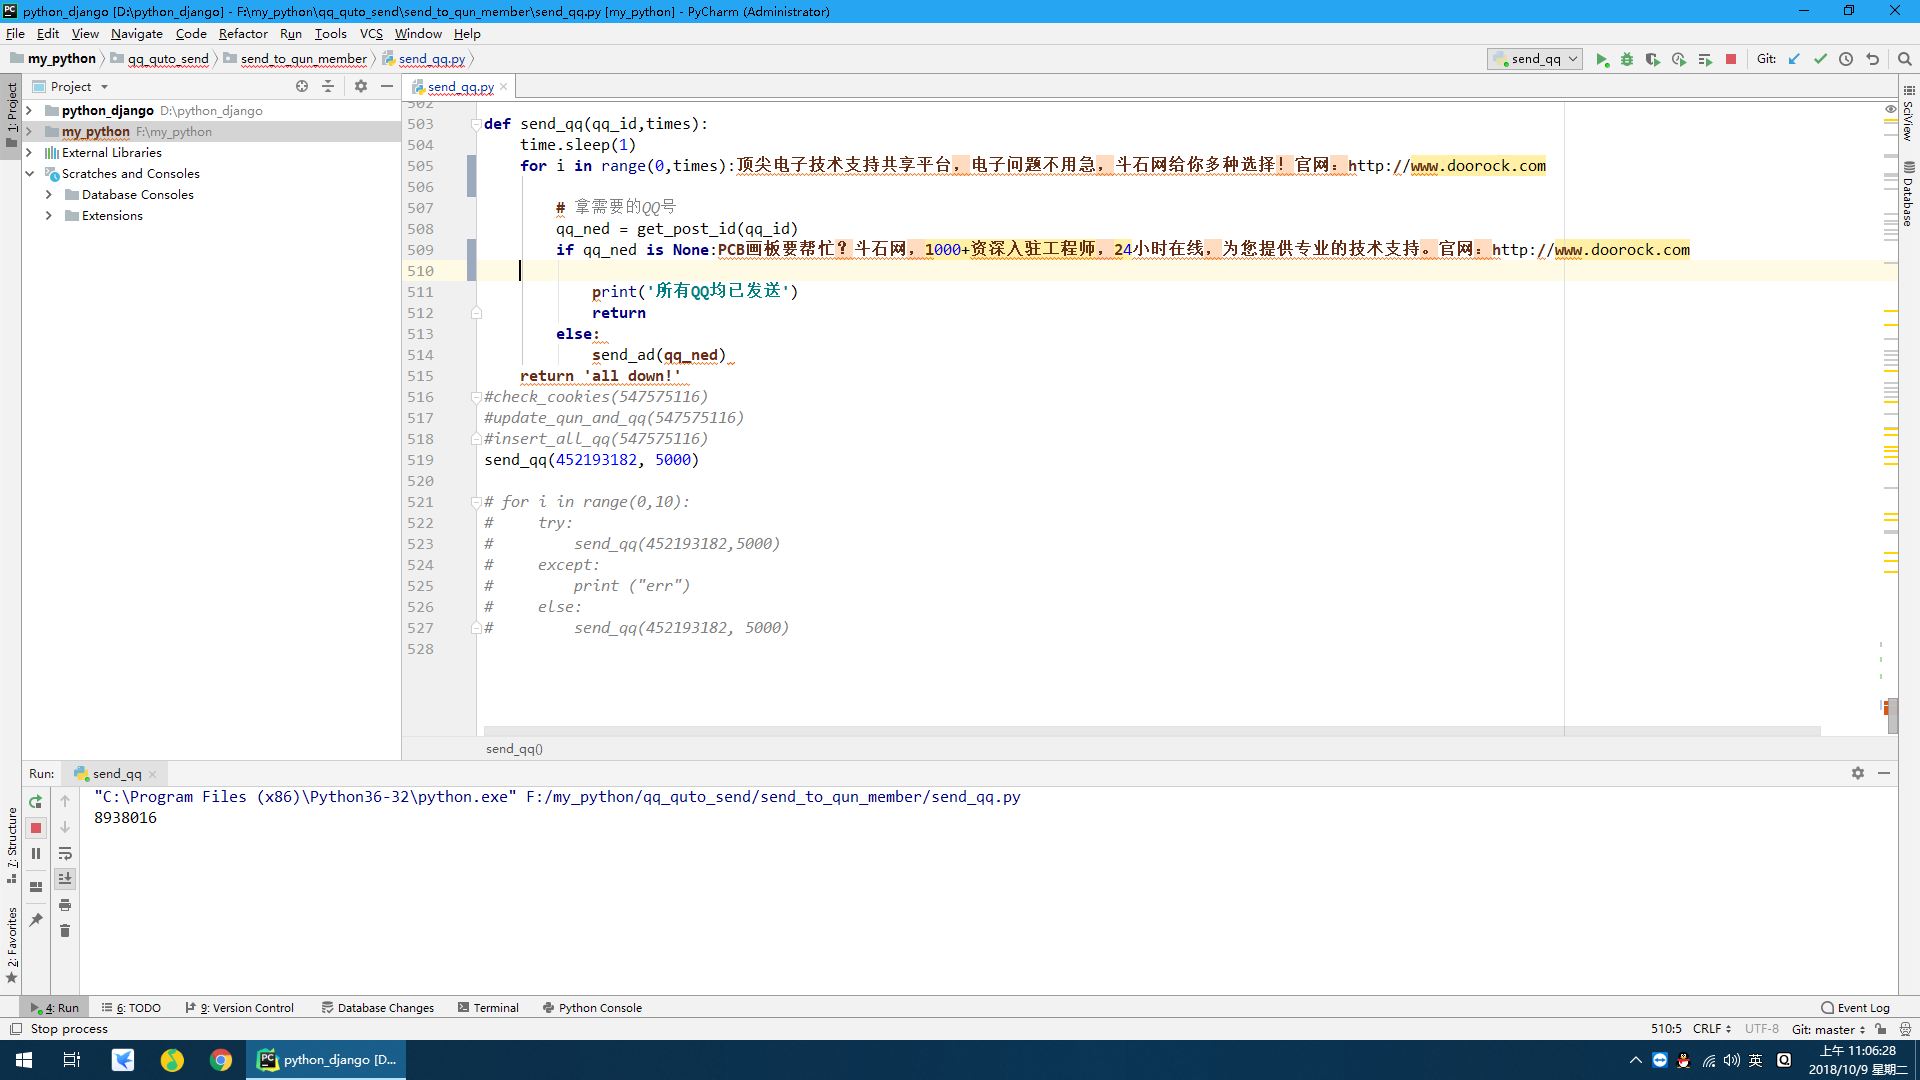 python_django [D:\python_django] - F:\my_python\qq_quto_send\send_to_qun_member\send_qq.py [my_python] - PyCharm (Administrator)
File Edit View Navigate Code Refactor Run Tools VCS Window Help
my_python qq_quto_send send_to_qun_member send_qq.py
send_qq Git:
Project
send_qq.py
1: Project
python_django D:\python_django
my_python F:\my_python
External Libraries
Scratches and Consoles
Database Consoles
Extensions
SciView
Database
502
503 def send_qq(qq_id,times):
504 time.sleep(1)
505 for i in range(0,times):顶尖电子技术支持共享平台，电子问题不用急，斗石网给你多种选择！官网：http://www.doorock.com
506
507 # 拿需要的QQ号
508 qq_ned = get_post_id(qq_id)
509 if qq_ned is None:PCB画板要帮忙？斗石网，1000+资深入驻工程师，24小时在线，为您提供专业的技术支持。官网：http://www.doorock.com
510
511 print('所有QQ均已发送')
512 return
513 else:
514 send_ad(qq_ned)
515 return 'all down!'
516 #check_cookies(547575116)
517 #update_qun_and_qq(547575116)
518 #insert_all_qq(547575116)
519 send_qq(452193182, 5000)
520
521 # for i in range(0,10):
522 # try:
523 # send_qq(452193182,5000)
524 # except:
525 # print ("err")
526 # else:
527 # send_qq(452193182, 5000)
528
send_qq()
Run: send_qq
"C:\Program Files (x86)\Python36-32\python.exe" F:/my_python/qq_quto_send/send_to_qun_member/send_qq.py
8938016
7: Structure
2: Favorites
4: Run 6: TODO 9: Version Control Database Changes Terminal Python Console Event Log
Stop process 510:5 CRLF UTF-8 Git: master
python_django [D... 英 上午 11:06:28
2018/10/9 星期二